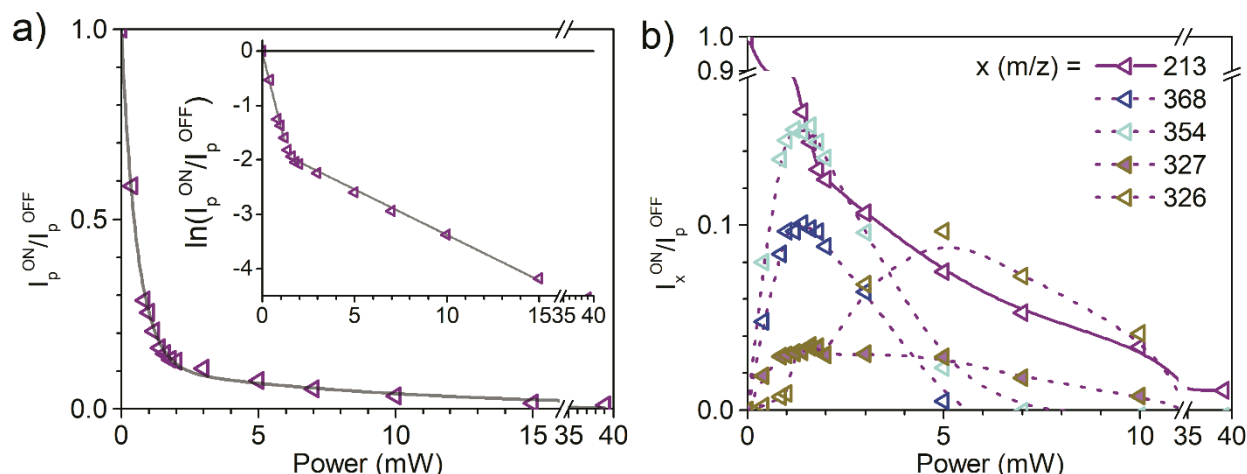 a)
1.0
0.5
0.0
I_p^ON/I_p^OFF
0 5 10 15 35 40
Power (mW)
0
-1
-2
-3
-4
ln(I_p^ON/I_p^OFF)
0 5 10 15 35 40
b)
1.0
0.9
0.1
0.0
I_x^ON/I_p^OFF
x (m/z) =
213
368
354
327
326
0 5 10 35 40
Power (mW)